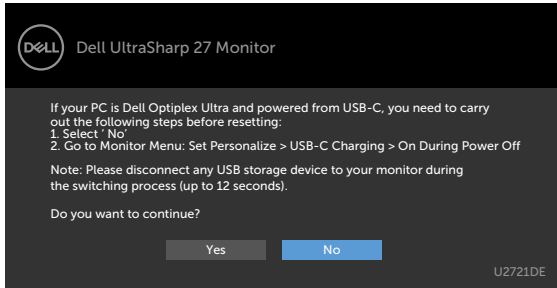 DELL
Dell UltraSharp 27 Monitor
If your PC is Dell Optiplex Ultra and powered from USB-C, you need to carry
out the following steps before resetting:
1. Select ' No'
2. Go to Monitor Menu: Set Personalize > USB-C Charging > On During Power Off
Note: Please disconnect any USB storage device to your monitor during
the switching process (up to 12 seconds).
Do you want to continue?
Yes No
U2721DE